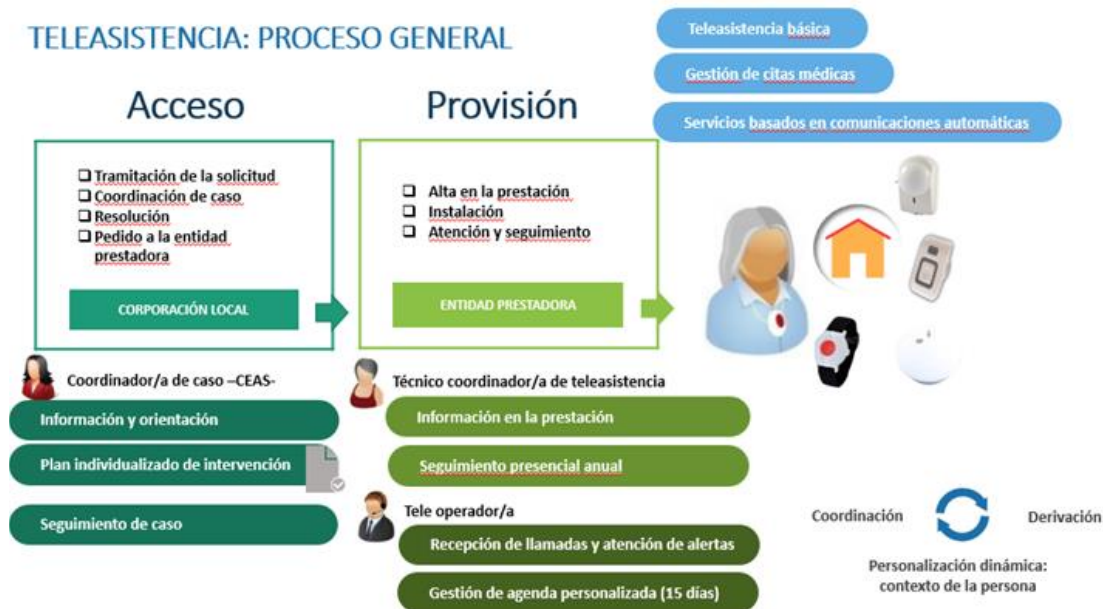 TELEASISTENCIA: PROCESO GENERAL
Teleasistencia básica
Gestión de citas médicas
Servicios basados en comunicaciones automáticas
Acceso
Tramitación de la solicitud
Coordinación de caso
Resolución
Pedido a la entidad
prestadora
CORPORACIÓN LOCAL
Provisión
Alta en la prestación
Instalación
Atención y seguimiento
ENTIDAD PRESTADORA
Coordinador/a de caso –CEAS-
Información y orientación
Plan individualizado de intervención
Seguimiento de caso
Técnico coordinador/a de teleasistencia
Información en la prestación
Seguimiento presencial anual
Tele operador/a
Recepción de llamadas y atención de alertas
Gestión de agenda personalizada (15 días)
Coordinación
Derivación
Personalización dinámica:
contexto de la persona